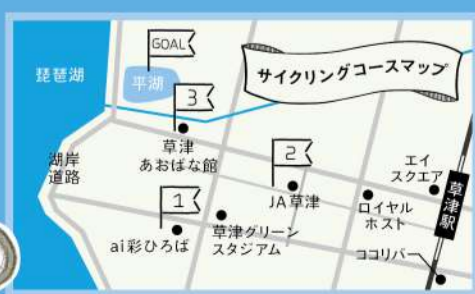 サイクリングコースマップ
GOAL
琵琶湖
平湖
3
草津
あおばな館
2
湖岸
道路
JA草津
エイ
スクエア
草津駅
1
ai彩ひろば
草津グリーン
スタジアム
ロイヤル
ホスト
ココリバー